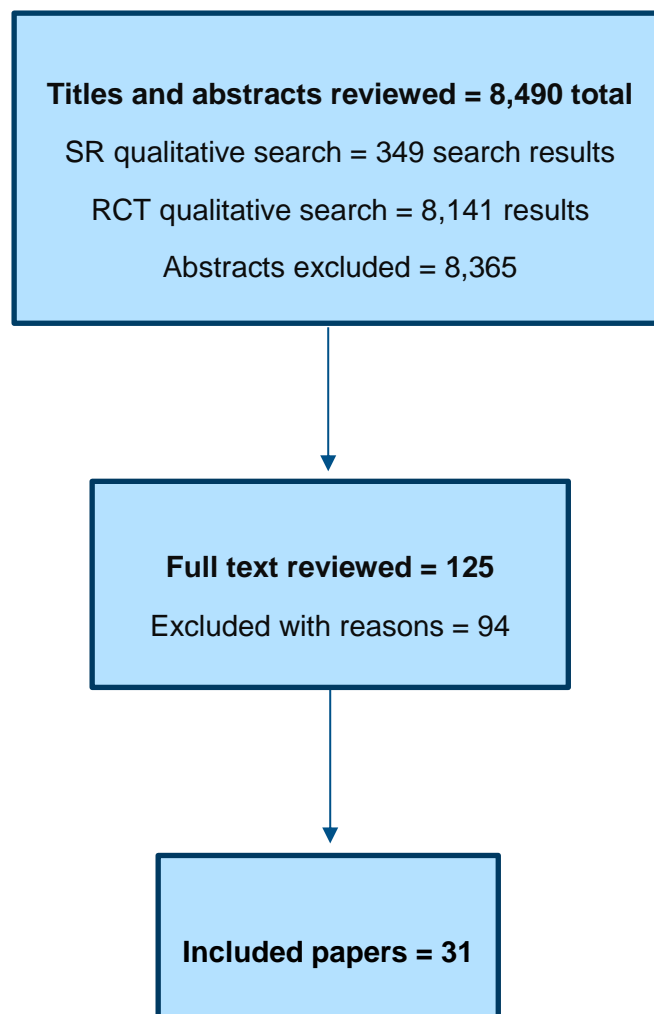 Titles and abstracts reviewed = 8,490 total
SR qualitative search = 349 search results
RCT qualitative search = 8,141 results
Abstracts excluded = 8,365
Full text reviewed = 125
Excluded with reasons = 94
Included papers = 31